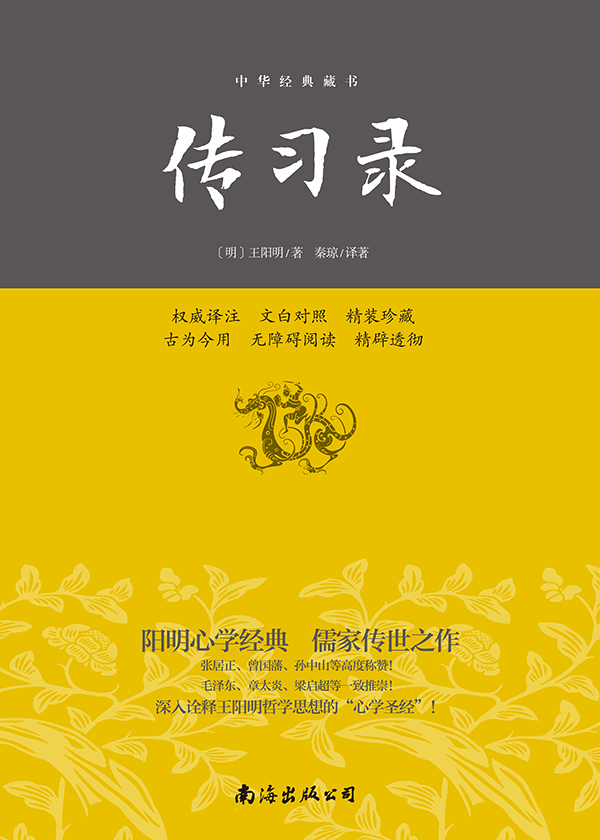 中华经典藏书
传习录
〔明〕王阳明/著 秦琼/译著
权威译注 文白对照 精装珍藏
古为今用 无障碍阅读 精辟透彻
阳明心学经典 儒家传世之作
张居正、曾国藩、孙中山等高度称赞！
毛泽东、章太炎、梁启超等一致推崇！
深入诠释王阳明哲学思想的“心学圣经”！
南海出版公司